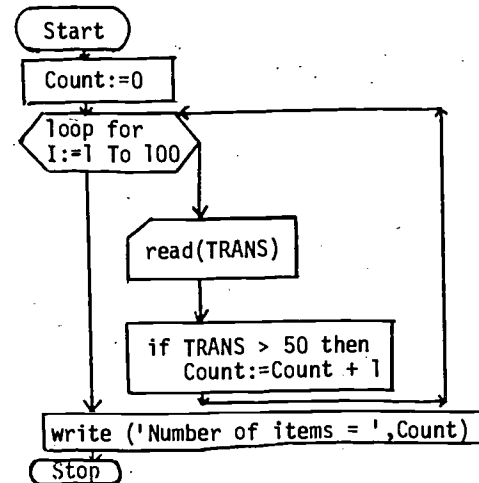 Start
Count:=0
loop for
I:=1 To 100
read(TRANS)
if TRANS > 50 then
Count:=Count + 1
write ('Number of items = ',Count)
Stop